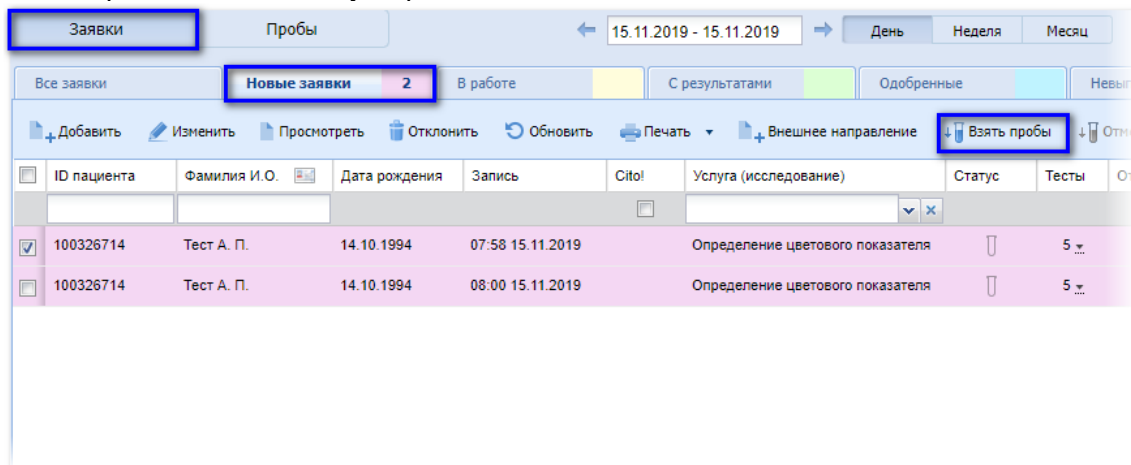 Заявки Пробы 15.11.2019 - 15.11.2019 День Неделя Месяц
Все заявки Новые заявки 2 В работе С результатами Одобренные
Добавить Изменить Просмотреть Отклонить Обновить Печать Внешнее направление Взять пробы
ID пациента Фамилия И.О. Дата рождения Запись Cito! Услуга (исследование) Статус Тесты
100326714 Тест А. П. 14.10.1994 07:58 15.11.2019 Определение цветового показателя 5
100326714 Тест А. П. 14.10.1994 08:00 15.11.2019 Определение цветового показателя 5